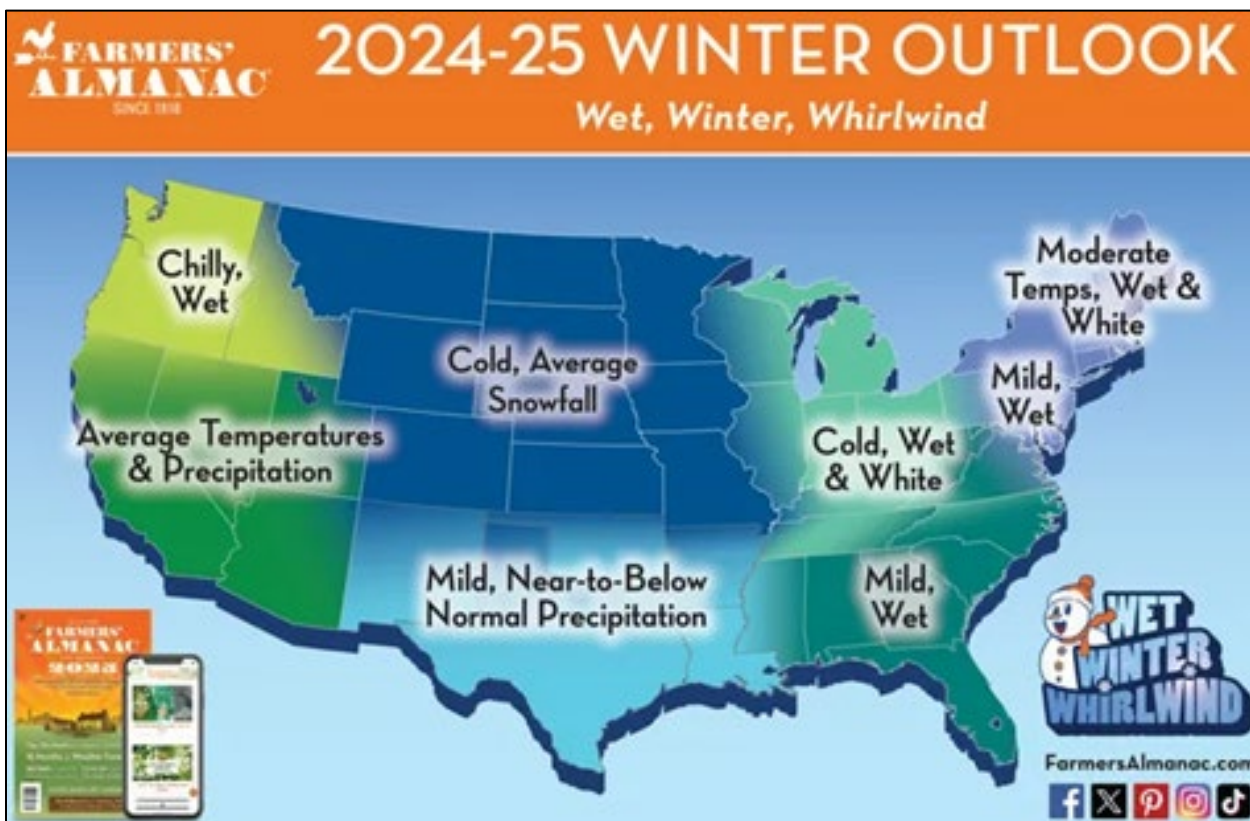 FARMERS'
ALMANAC
SINCE 1818
2024-25 WINTER OUTLOOK
Wet, Winter, Whirlwind
Chilly,
Wet
Cold, Average
Snowfall
Moderate
Temps, Wet &
White
Mild,
Wet
Average Temperatures
& Precipitation
Cold, Wet
& White
Mild, Near-to-Below
Normal Precipitation
Mild,
Wet
FARMERS'
ALMANAC
2025
WET
WINTER
WHIRLWIND
FarmersAlmanac.com